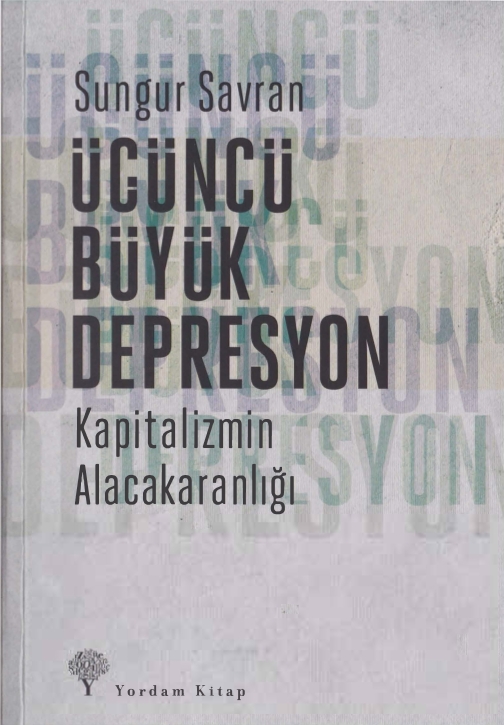 Sungur Savran
ÜÇÜNCÜ
BÜYÜK
DEPRESYON
Kapitalizmin
Alacakaranlığı
Yordam Kitap